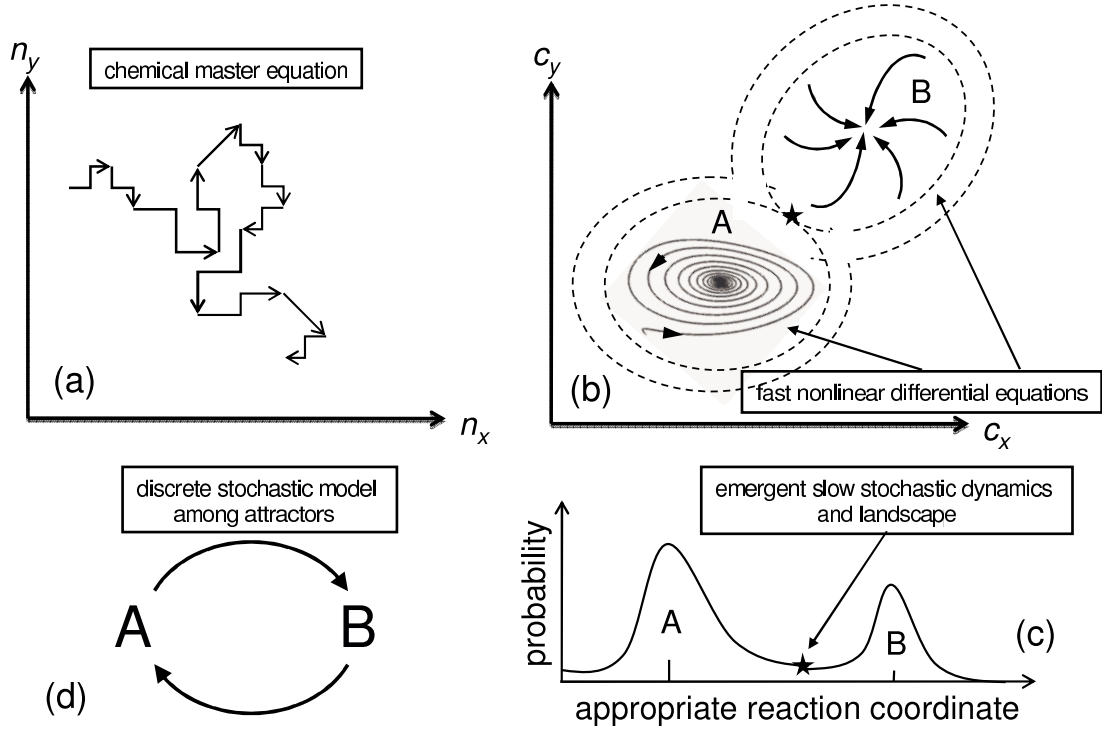 n_y
chemical master equation
(a)
n_x
c_y
B
A
(b)
fast nonlinear differential equations
c_x
discrete stochastic model
among attractors
A
B
(d)
emergent slow stochastic dynamics
and landscape
probability
A
B
(c)
appropriate reaction coordinate